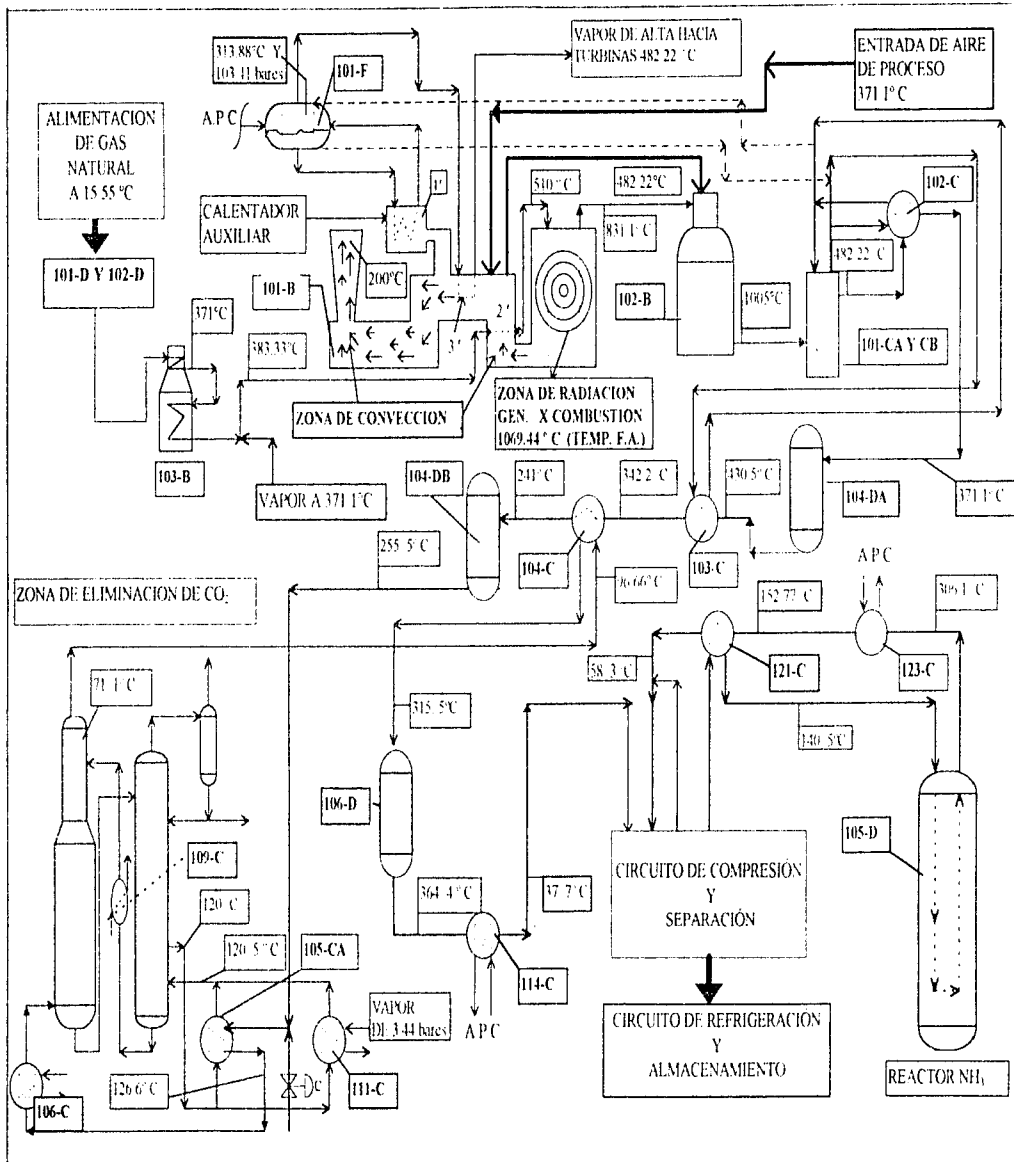 313.88°C Y
103.41 bares
101-F
VAPOR DE ALTA HACIA
TURBINAS 482 22 °C
ENTRADA DE AIRE
DE PROCESO
371 1° C
ALIMENTACION
DE GAS
NATURAL
A 15 55 °C
A.P.C
1'
CALENTADOR
AUXILIAR
482 22°C
831.1° C
102-C
482 22° C
101-D Y 102-D
101-B
200°C
2'
3'
102-B
1005°C
101-CA Y CB
371°C
383.33°C
ZONA DE CONVECCION
ZONA DE RADIACION
GEN. X COMBUSTION
1069.44° C (TEMP. F.A.)
103-B
VAPOR A 371 1°C
104-DB
241° C
342.2 C
430.5° C
104-DA
371 1° C
255. 5° C
104-C
103-C
96.66° C
ZONA DE ELIMINACION DE CO2
A P C
152 77 C
58. 3 C
121-C
123-C
71. 1° C
315. 5°C
140. 5°C
106-D
105-D
109-C
120 C
364. 4 °C
37. 7° C
CIRCUITO DE COMPRESIÓN
Y
SEPARACIÓN
120. 5 ° C
105-CA
114-C
A P C
VAPOR
DE 3.44 bares
CIRCUITO DE REFRIGERACIÓN
Y
ALMACENAMIENTO
REACTOR NH3
106-C
126 6° C
C
111-C